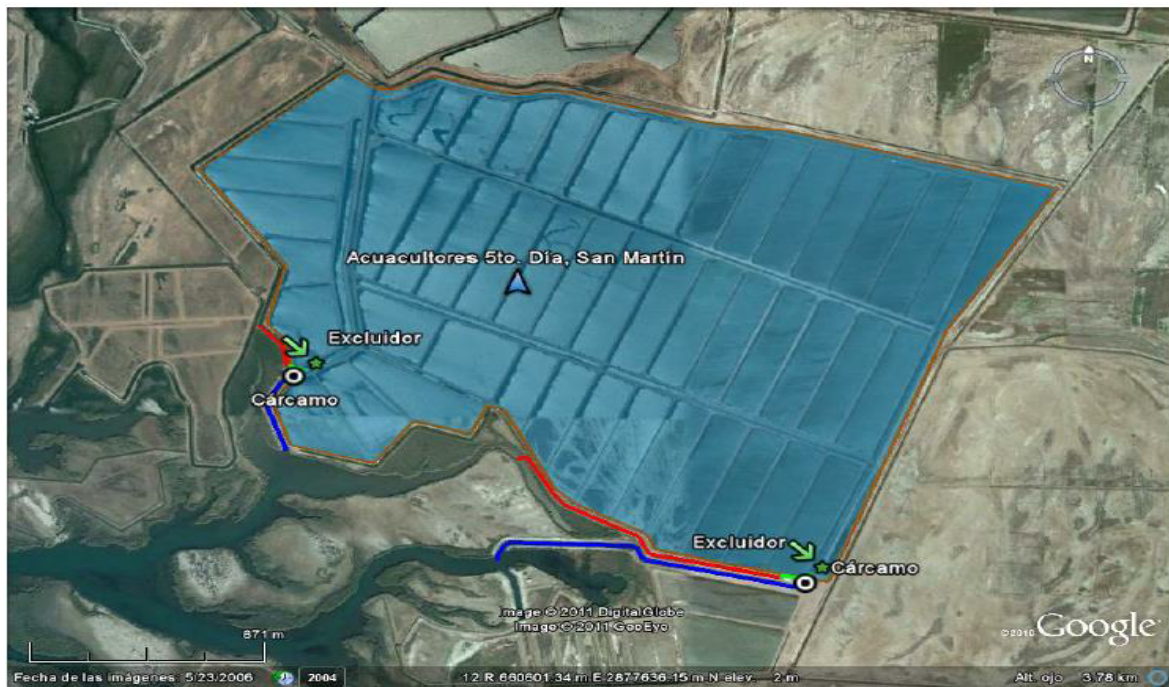 N
Acuacultores 5to. Día, San Martín
Excluidor
Cárcamo
Excluidor
Cárcamo
Image © 2011 DigitalGlobe
Image © 2011 GeoEye
©2010 Google
671 m
Fecha de las imágenes: 5/23/2006
2004
12 R 660601.34 m E 2877636.15 m N elev. 2 m
Alt. ojo 3.78 km